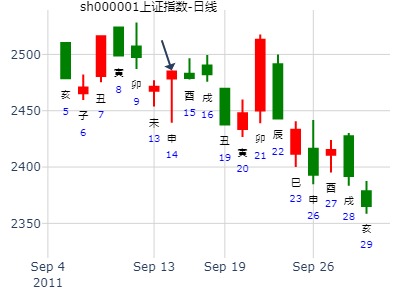 sh000001上证指数-日线
2500
2450
2400
2350
亥
5
子
6
丑
7
寅
8
卯
9
未
13
申
14
酉
15
戌
16
丑
19
寅
20
卯
21
辰
22
巳
23
申
26
酉
27
戌
28
亥
29
Sep 4
2011
Sep 13
Sep 19
Sep 26